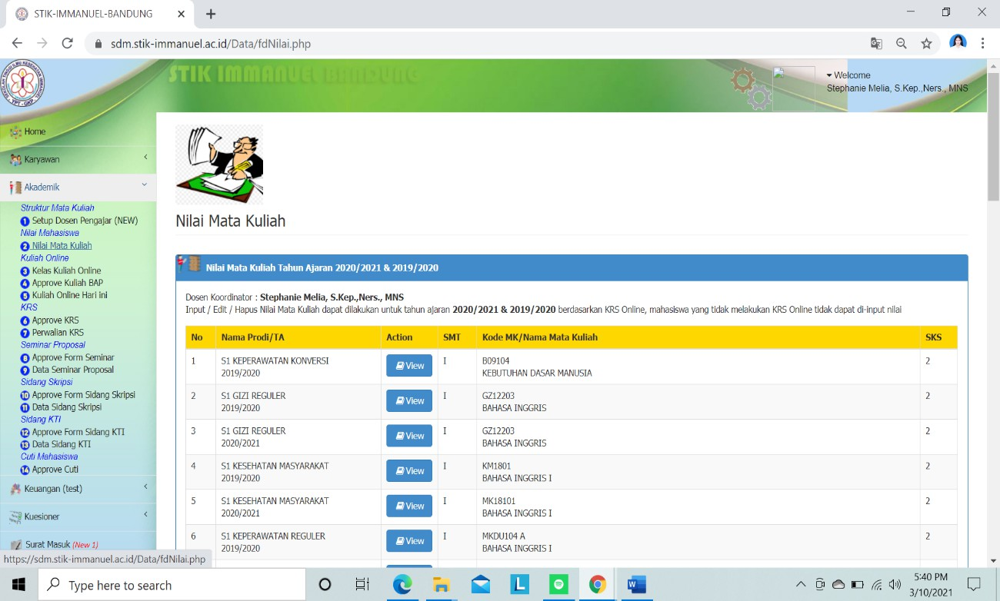 STIK-IMMANUEL-BANDUNG
sdm.stik-immanuel.ac.id/Data/fdNilai.php
STIK IMMANUEL BANDUNG
Welcome
Stephanie Melia, S.Kep.,Ners., MNS
Home
Karyawan
Akademik
Struktur Mata Kuliah
1 Setup Dosen Pengajar (NEW)
Nilai Mahasiswa
2 Nilai Mata Kuliah
Kuliah Online
3 Kelas Kuliah Online
4 Approve Kuliah BAP
5 Kuliah Online Hari ini
KRS
6 Approve KRS
7 Perwalian KRS
Seminar Proposal
8 Approve Form Seminar
9 Data Seminar Proposal
Sidang Skripsi
10 Approve Form Sidang Skripsi
11 Data Sidang Skripsi
Sidang KTI
12 Approve Form Sidang KTI
13 Data Sidang KTI
Cuti Mahasiswa
14 Approve Cuti
Keuangan (test)
Kuesioner
Surat Masuk (New 1)
https://sdm.stik-immanuel.ac.id/Data/fdNilai.php
Nilai Mata Kuliah
Nilai Mata Kuliah Tahun Ajaran 2020/2021 & 2019/2020
Dosen Koordinator : Stephanie Melia, S.Kep.,Ners., MNS
Input / Edit / Hapus Nilai Mata Kuliah dapat dilakukan untuk tahun ajaran 2020/2021 & 2019/2020 berdasarkan KRS Online, mahasiswa yang tidak melakukan KRS Online tidak dapat di-input nilai
No Nama Prodi/TA Action SMT Kode MK/Nama Mata Kuliah SKS
1 S1 KEPERAWATAN KONVERSI View I B09104 2
2019/2020 KEBUTUHAN DASAR MANUSIA
2 S1 GIZI REGULER View I GZ12203 2
2019/2020 BAHASA INGGRIS
3 S1 GIZI REGULER View I GZ12203 2
2020/2021 BAHASA INGGRIS
4 S1 KESEHATAN MASYARAKAT View I KM1801 2
2019/2020 BAHASA INGGRIS I
5 S1 KESEHATAN MASYARAKAT View I MK18101 2
2020/2021 BAHASA INGGRIS I
6 S1 KEPERAWATAN REGULER View I MKDU104 A 2
2019/2020 BAHASA INGGRIS I
Type here to search
5:40 PM
3/10/2021